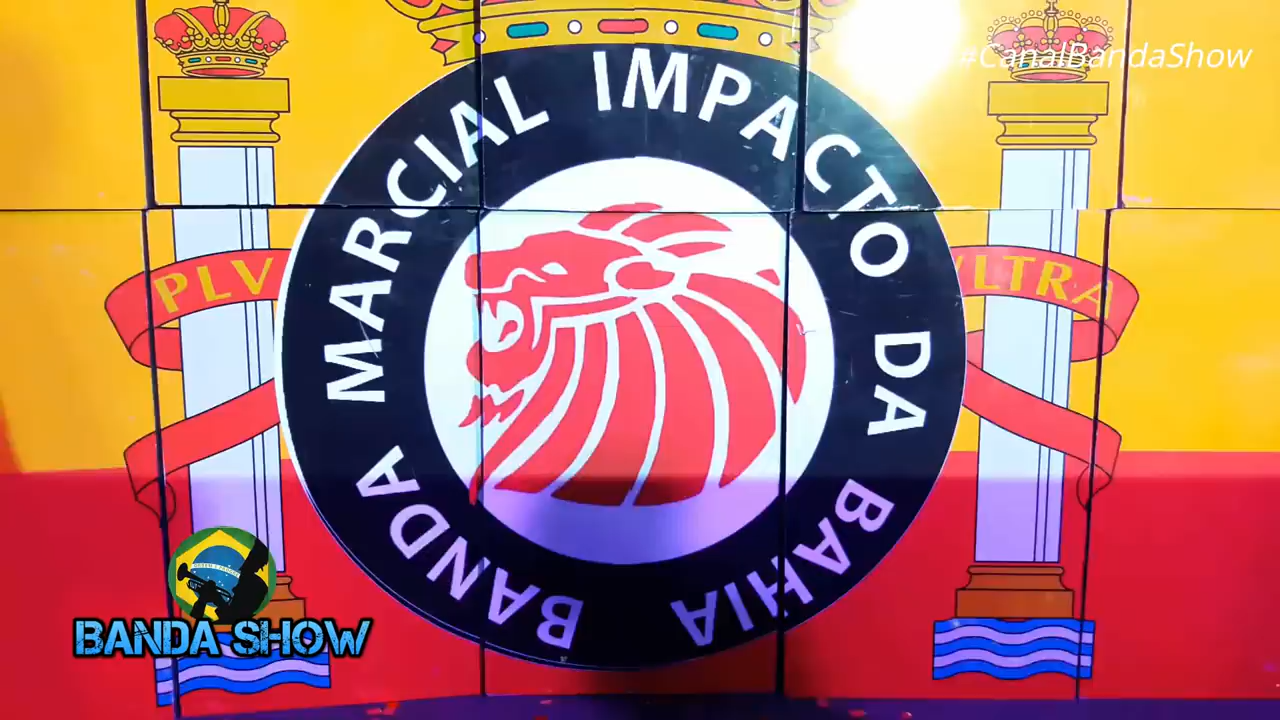 #CanalBandaShow
BANDA MARCIAL IMPACTO DA BAHIA
PLV
VLTRA
BANDA SHOW